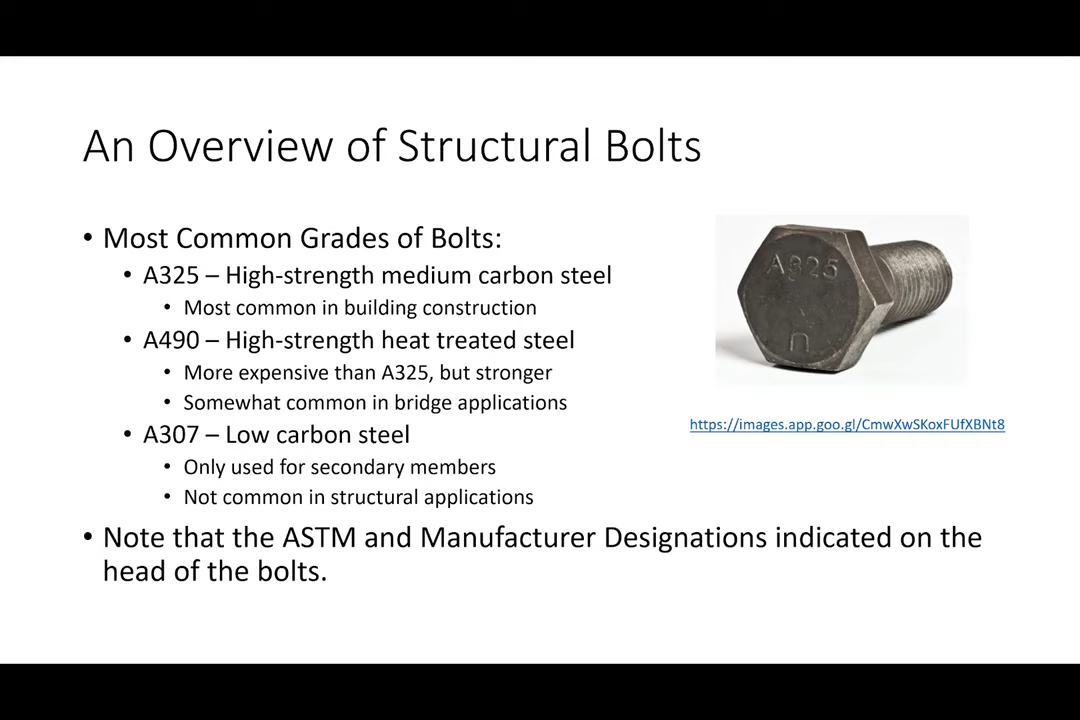 An Overview of Structural Bolts
• Most Common Grades of Bolts:
• A325 – High-strength medium carbon steel
• Most common in building construction
• A490 – High-strength heat treated steel
• More expensive than A325, but stronger
• Somewhat common in bridge applications
• A307 – Low carbon steel
• Only used for secondary members
• Not common in structural applications
• Note that the ASTM and Manufacturer Designations indicated on the
head of the bolts.
A325
n
https://images.app.goo.gl/CmwXwSKoxFUfXBNt8